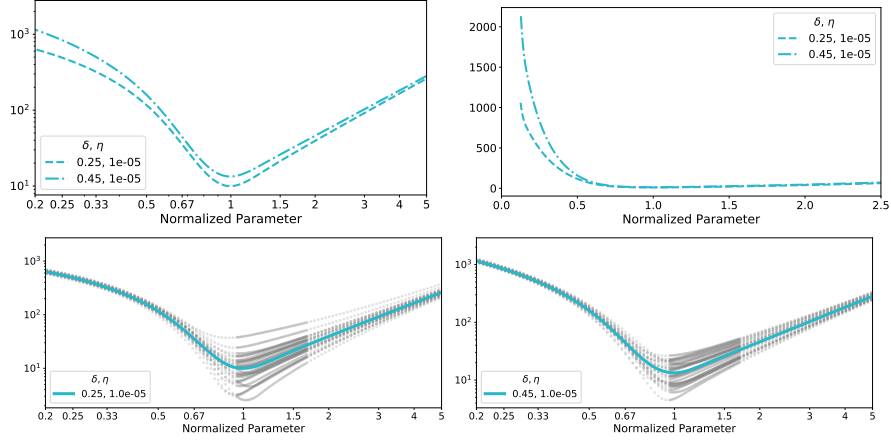 10³
10²
10¹
δ, η
0.25, 1e-05
0.45, 1e-05
0.2 0.25 0.33 0.5 0.67 1 1.5 2 3 4 5
Normalized Parameter
2000
1500
1000
500
0
δ, η
0.25, 1e-05
0.45, 1e-05
0.0 0.5 1.0 1.5 2.0 2.5
Normalized Parameter
10³
10²
10¹
δ, η
0.25, 1.0e-05
0.2 0.25 0.33 0.5 0.67 1 1.5 2 3 4 5
Normalized Parameter
10³
10²
10¹
δ, η
0.45, 1.0e-05
0.2 0.25 0.33 0.5 0.67 1 1.5 2 3 4 5
Normalized Parameter